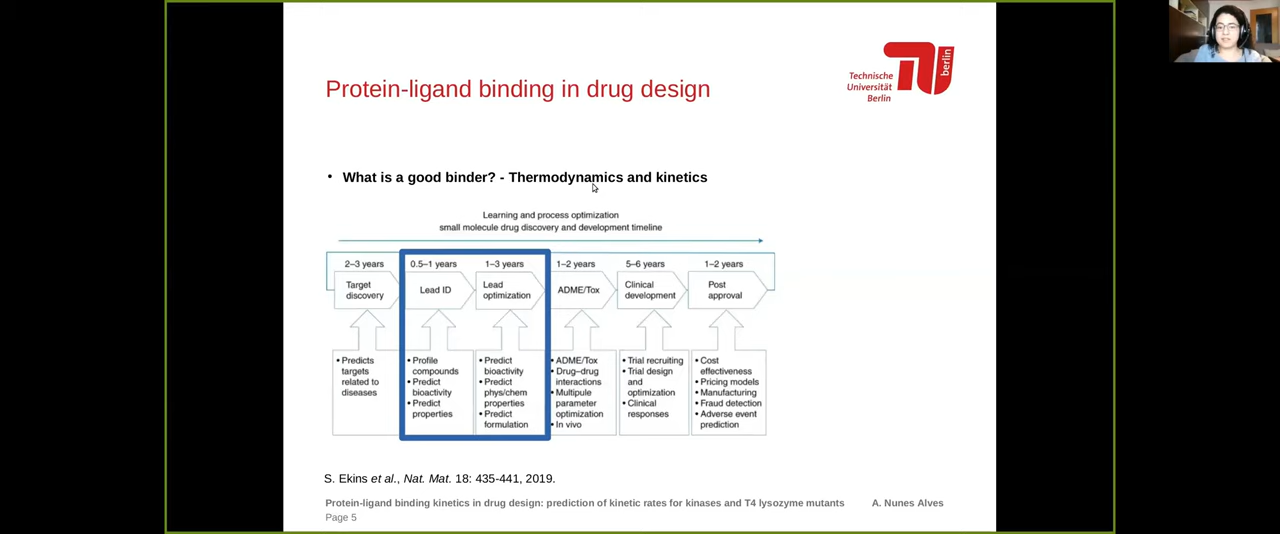 Protein-ligand binding in drug design
Technische
Universität
Berlin
berlin
• What is a good binder? - Thermodynamics and kinetics
Learning and process optimization
small molecule drug discovery and development timeline
2–3 years
Target
discovery
• Predicts
targets
related to
diseases
0.5–1 years
Lead ID
• Profile
compounds
• Predict
bioactivity
• Predict
properties
1–3 years
Lead
optimization
• Predict
bioactivity
• Predict
phys/chem
properties
• Predict
formulation
1–2 years
ADME/Tox
• ADME/Tox
• Drug–drug
interactions
• Multipule
parameter
optimization
• In vivo
5–6 years
Clinical
development
• Trial recruiting
• Trial design
and
optimization
• Clinical
responses
1–2 years
Post
approval
• Cost
effectiveness
• Pricing models
• Manufacturing
• Fraud detection
• Adverse event
prediction
S. Ekins et al., Nat. Mat. 18: 435-441, 2019.
Protein-ligand binding kinetics in drug design: prediction of kinetic rates for kinases and T4 lysozyme mutants A. Nunes Alves
Page 5